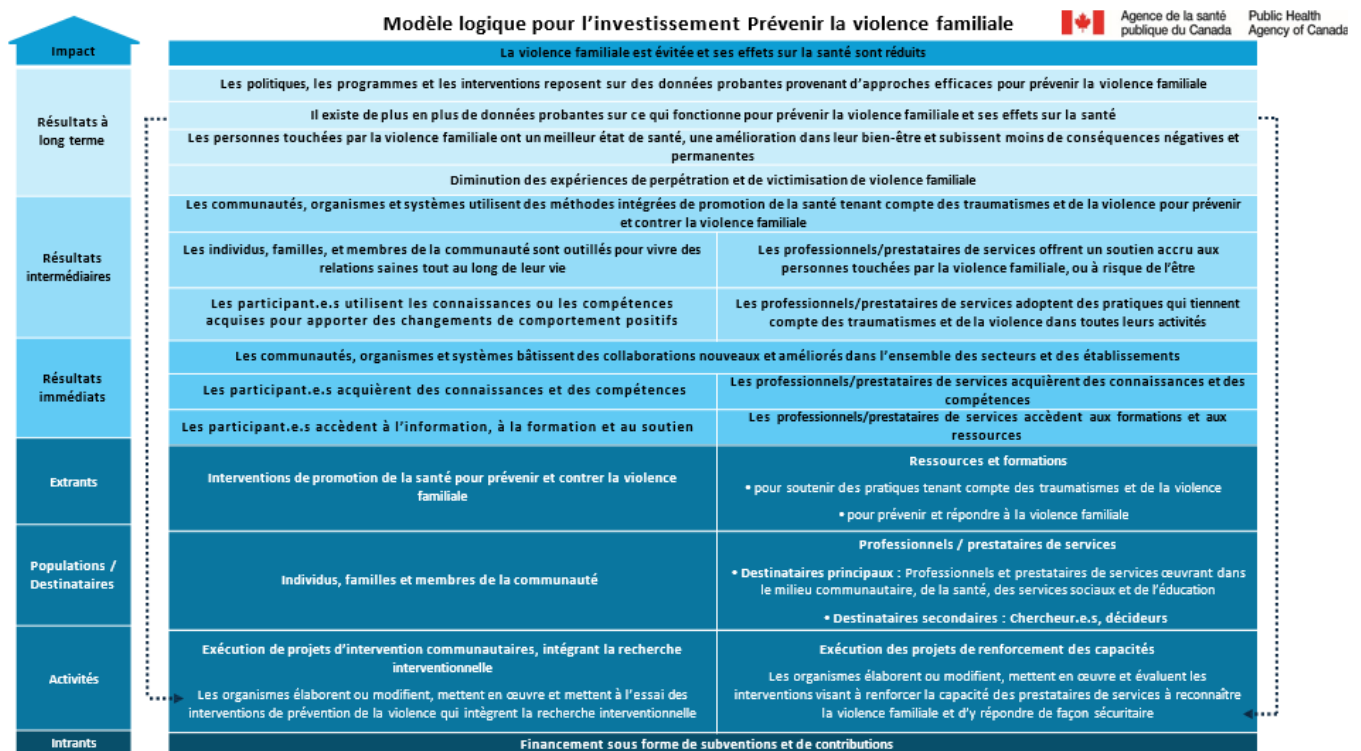 Modèle logique pour l'investissement Prévenir la violence familiale
Agence de la santé
publique du Canada
Public Health
Agency of Canada
Impact
La violence familiale est évitée et ses effets sur la santé sont réduits
Résultats à
long terme
Les politiques, les programmes et les interventions reposent sur des données probantes provenant d'approches efficaces pour prévenir la violence familiale
Il existe de plus en plus de données probantes sur ce qui fonctionne pour prévenir la violence familiale et ses effets sur la santé
Les personnes touchées par la violence familiale ont un meilleur état de santé, une amélioration dans leur bien-être et subissent moins de conséquences négatives et
permanentes
Diminution des expériences de perpétration et de victimisation de violence familiale
Résultats
intermédiaires
Les communautés, organismes et systèmes utilisent des méthodes intégrées de promotion de la santé tenant compte des traumatismes et de la violence pour prévenir
et contrer la violence familiale
Les individus, familles, et membres de la communauté sont outillés pour vivre des
relations saines tout au long de leur vie
Les professionnels/prestataires de services offrent un soutien accru aux
personnes touchées par la violence familiale, ou à risque de l'être
Les participant.e.s utilisent les connaissances ou les compétences
acquises pour apporter des changements de comportement positifs
Les professionnels/prestataires de services adoptent des pratiques qui tiennent
compte des traumatismes et de la violence dans toutes leurs activités
Résultats
immédiats
Les communautés, organismes et systèmes bâtissent des collaborations nouveaux et améliorés dans l'ensemble des secteurs et des établissements
Les participant.e.s acquièrent des connaissances et des compétences
Les professionnels/prestataires de services acquièrent des connaissances et des
compétences
Les participant.e.s accèdent à l'information, à la formation et au soutien
Les professionnels/prestataires de services accèdent aux formations et aux
ressources
Extrants
Interventions de promotion de la santé pour prévenir et contrer la violence
familiale
Ressources et formations
• pour soutenir des pratiques tenant compte des traumatismes et de la violence
• pour prévenir et répondre à la violence familiale
Populations /
Destinataires
Individus, familles et membres de la communauté
Professionnels / prestataires de services
• Destinataires principaux : Professionnels et prestataires de services œuvrant dans
le milieu communautaire, de la santé, des services sociaux et de l'éducation
• Destinataires secondaires : Chercheur.e.s, décideurs
Activités
Exécution de projets d'intervention communautaires, intégrant la recherche
interventionnelle
Les organismes élaborent ou modifient, mettent en œuvre et mettent à l'essai des
interventions de prévention de la violence qui intègrent la recherche interventionnelle
Exécution des projets de renforcement des capacités
Les organismes élaborent ou modifient, mettent en œuvre et évaluent les
interventions visant à renforcer la capacité des prestataires de services à reconnaître
la violence familiale et d'y répondre de façon sécuritaire
Intrants
Financement sous forme de subventions et de contributions